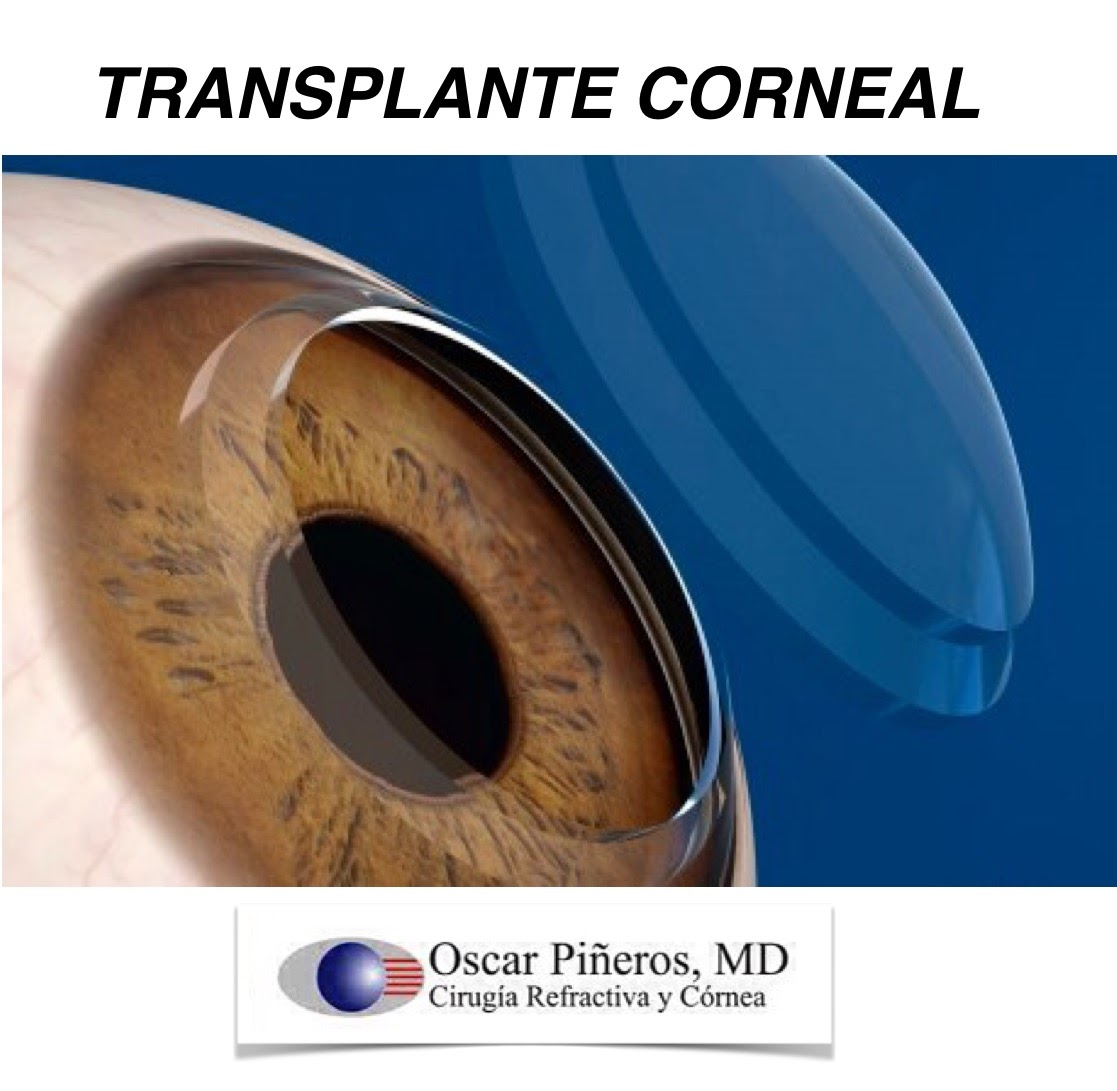 TRANSPLANTE CORNEAL
Oscar Piñeros, MD
Cirugía Refractiva y Córnea